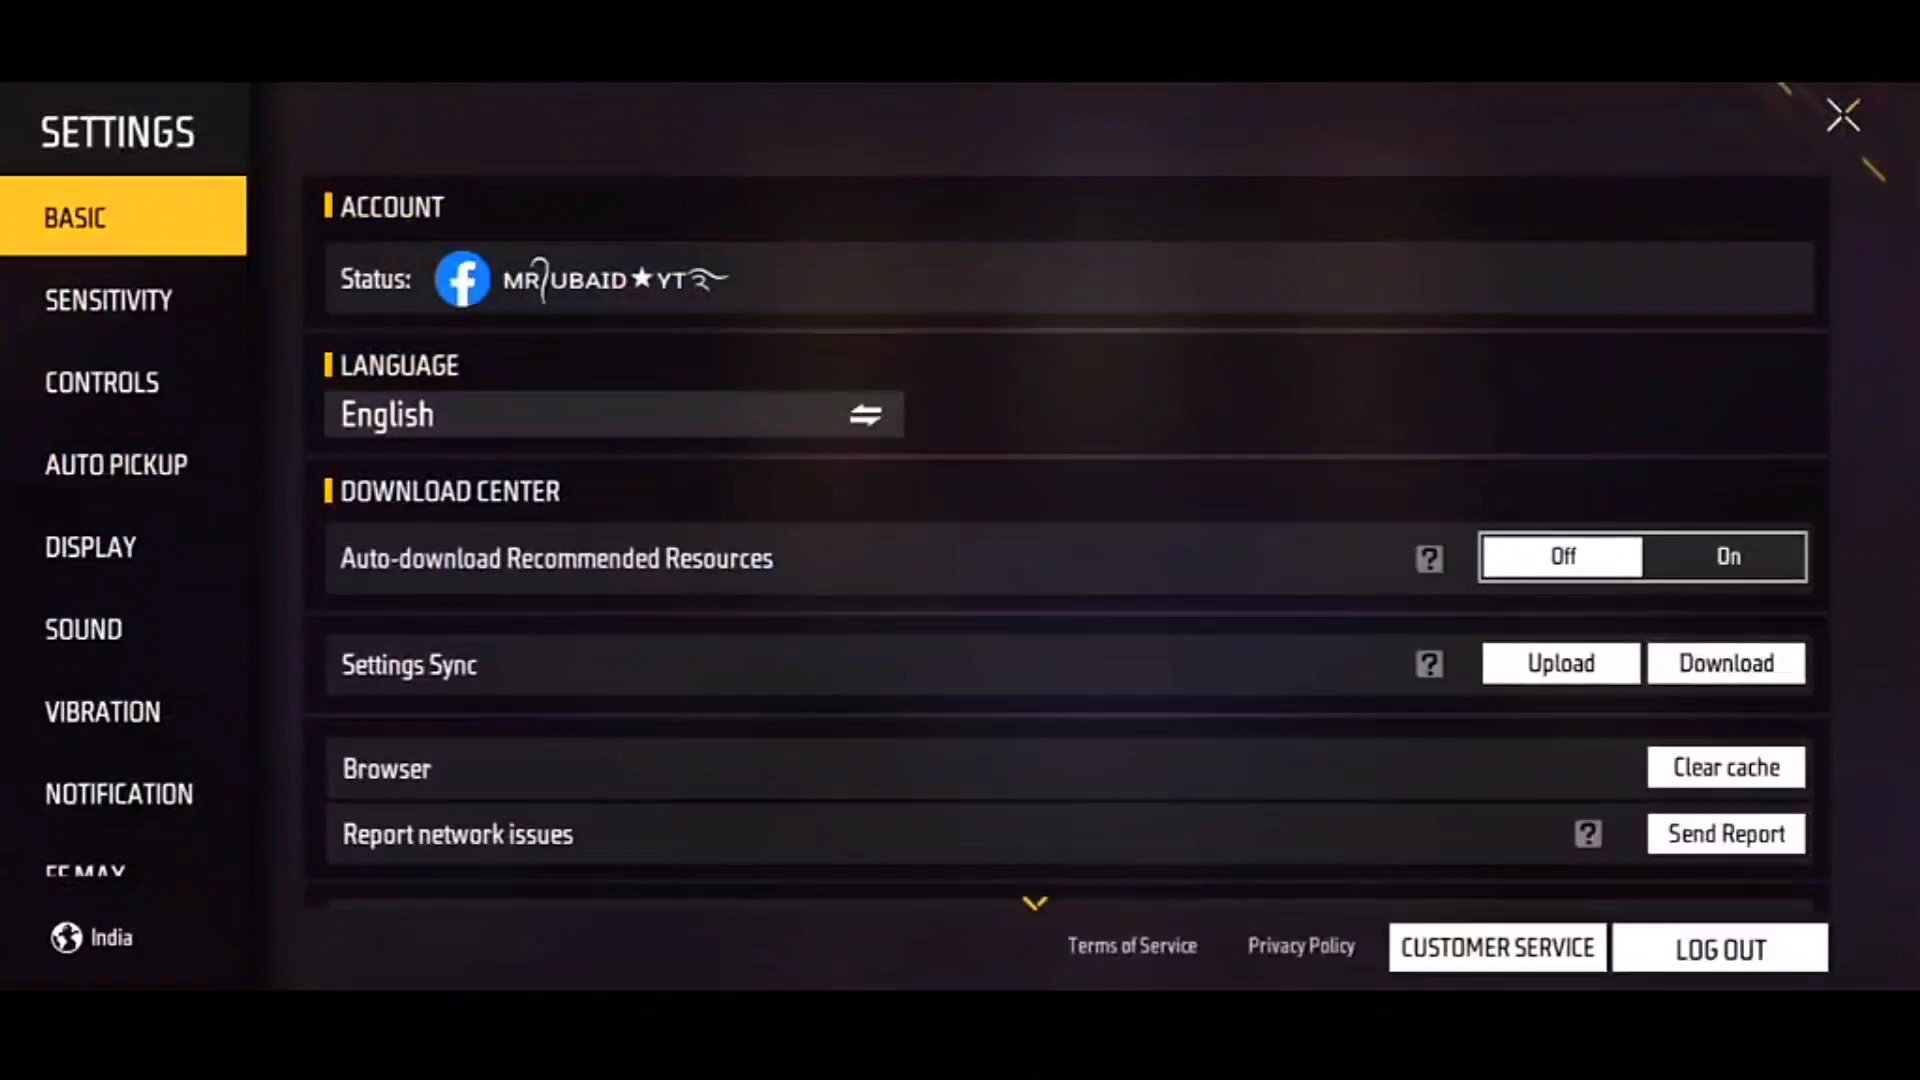 SETTINGS
BASIC
SENSITIVITY
CONTROLS
AUTO PICKUP
DISPLAY
SOUND
VIBRATION
NOTIFICATION
FF MAX
India
ACCOUNT
Status: MR᭄UBAID★YT࿐
LANGUAGE
English
DOWNLOAD CENTER
Auto-download Recommended Resources ? Off On
Settings Sync ? Upload Download
Browser Clear cache
Report network issues ? Send Report
Terms of Service Privacy Policy CUSTOMER SERVICE LOG OUT